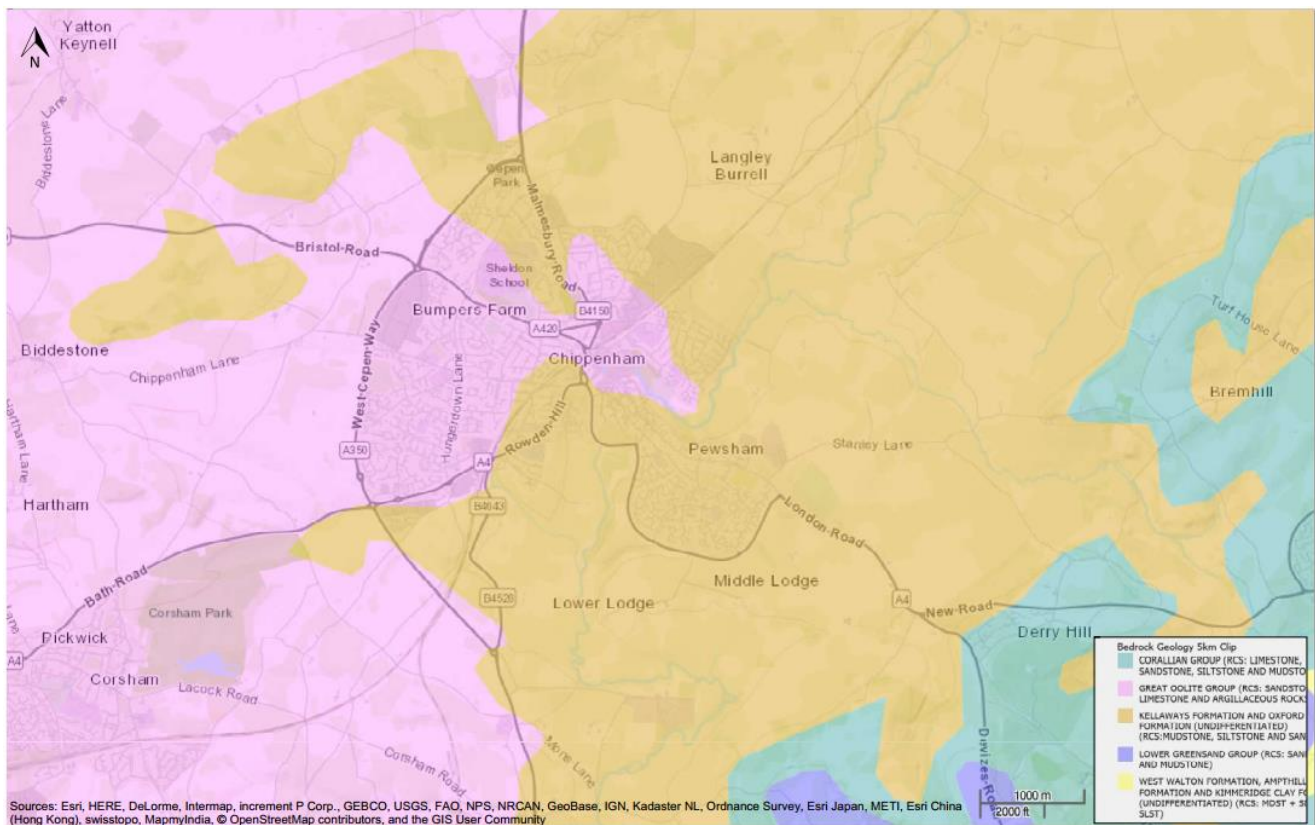 Yatton
Keynell
N
Biddestone Lane
Cepen
Park
Malmesbury Road
Langley
Burrell
Bristol-Road
Sheldon
School
Bumpers Farm
B4150
A420
Chippenham
Biddestone
Chippenham Lane
West-Cepen-Way
Hungerdown Lane
Rowden-Hill
Turf House Lane
Bremhill
Hartham Lane
A350
A4
Pewsham
Stanley Lane
Hartham
B4643
London-Road
Bath-Road
Corsham Park
Middle Lodge
B4528
Lower Lodge
A4
New-Road
Derry Hill
Pickwick
Lane
A4
Corsham
Lacock Road
Corsham Road
Mons Lane
Devizes-Road
Bedrock Geology 5km Clip
CORALLIAN GROUP (RCS: LIMESTONE,
SANDSTONE, SILTSTONE AND MUDSTO
GREAT OOLITE GROUP (RCS: SANDSTO
LIMESTONE AND ARGILLACEOUS ROCKS
KELLAWAYS FORMATION AND OXFORD
FORMATION (UNDIFFERENTIATED)
(RCS:MUDSTONE, SILTSTONE AND SAN
LOWER GREENSAND GROUP (RCS: SAN
AND MUDSTONE)
WEST WALTON FORMATION, AMPTHILL
FORMATION AND KIMMERIDGE CLAY FO
(UNDIFFERENTIATED) (RCS: MDST + SI
SLST)
1000 m
2000 ft
Sources: Esri, HERE, DeLorme, Intermap, increment P Corp., GEBCO, USGS, FAO, NPS, NRCAN, GeoBase, IGN, Kadaster NL, Ordnance Survey, Esri Japan, METI, Esri China
(Hong Kong), swisstopo, MapmyIndia, © OpenStreetMap contributors, and the GIS User Community